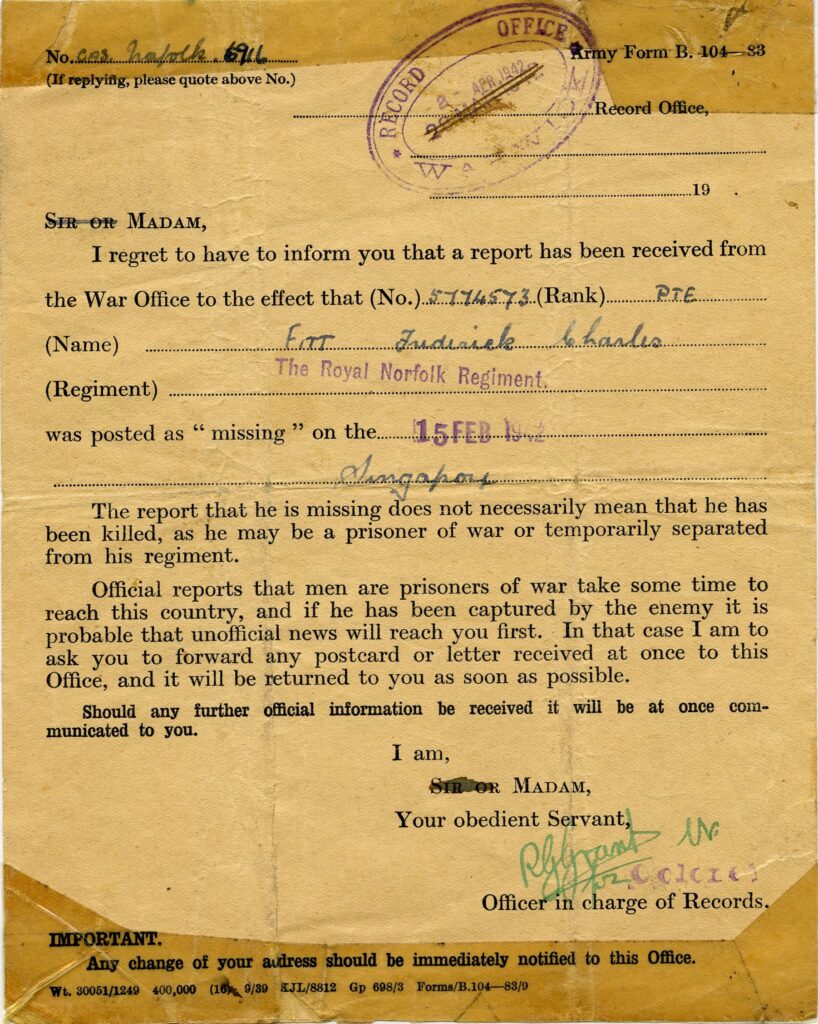 No. cas. Norfolk. 6916
Army Form B. 104—83
(If replying, please quote above No.)
RECORD OFFICE
2 - APR 1942
WARWICK
Record Office,
19 .
SIR OR MADAM,
I regret to have to inform you that a report has been received from
the War Office to the effect that (No.) 5774573 (Rank) PTE
(Name) Fitt Frederick Charles
(Regiment) The Royal Norfolk Regiment.
was posted as “ missing ” on the 15 FEB 1942
Singapore
The report that he is missing does not necessarily mean that he has
been killed, as he may be a prisoner of war or temporarily separated
from his regiment.
Official reports that men are prisoners of war take some time to
reach this country, and if he has been captured by the enemy it is
probable that unofficial news will reach you first. In that case I am to
ask you to forward any postcard or letter received at once to this
Office, and it will be returned to you as soon as possible.
Should any further official information be received it will be at once com-
municated to you.
I am,
SIR OR MADAM,
Your obedient Servant,
Grant
Colonel
Officer in charge of Records.
IMPORTANT.
Any change of your address should be immediately notified to this Office.
Wt. 30051/1249 400,000 (16) 9/39 KJL/8812 Gp 698/3 Forms/B.104—83/9